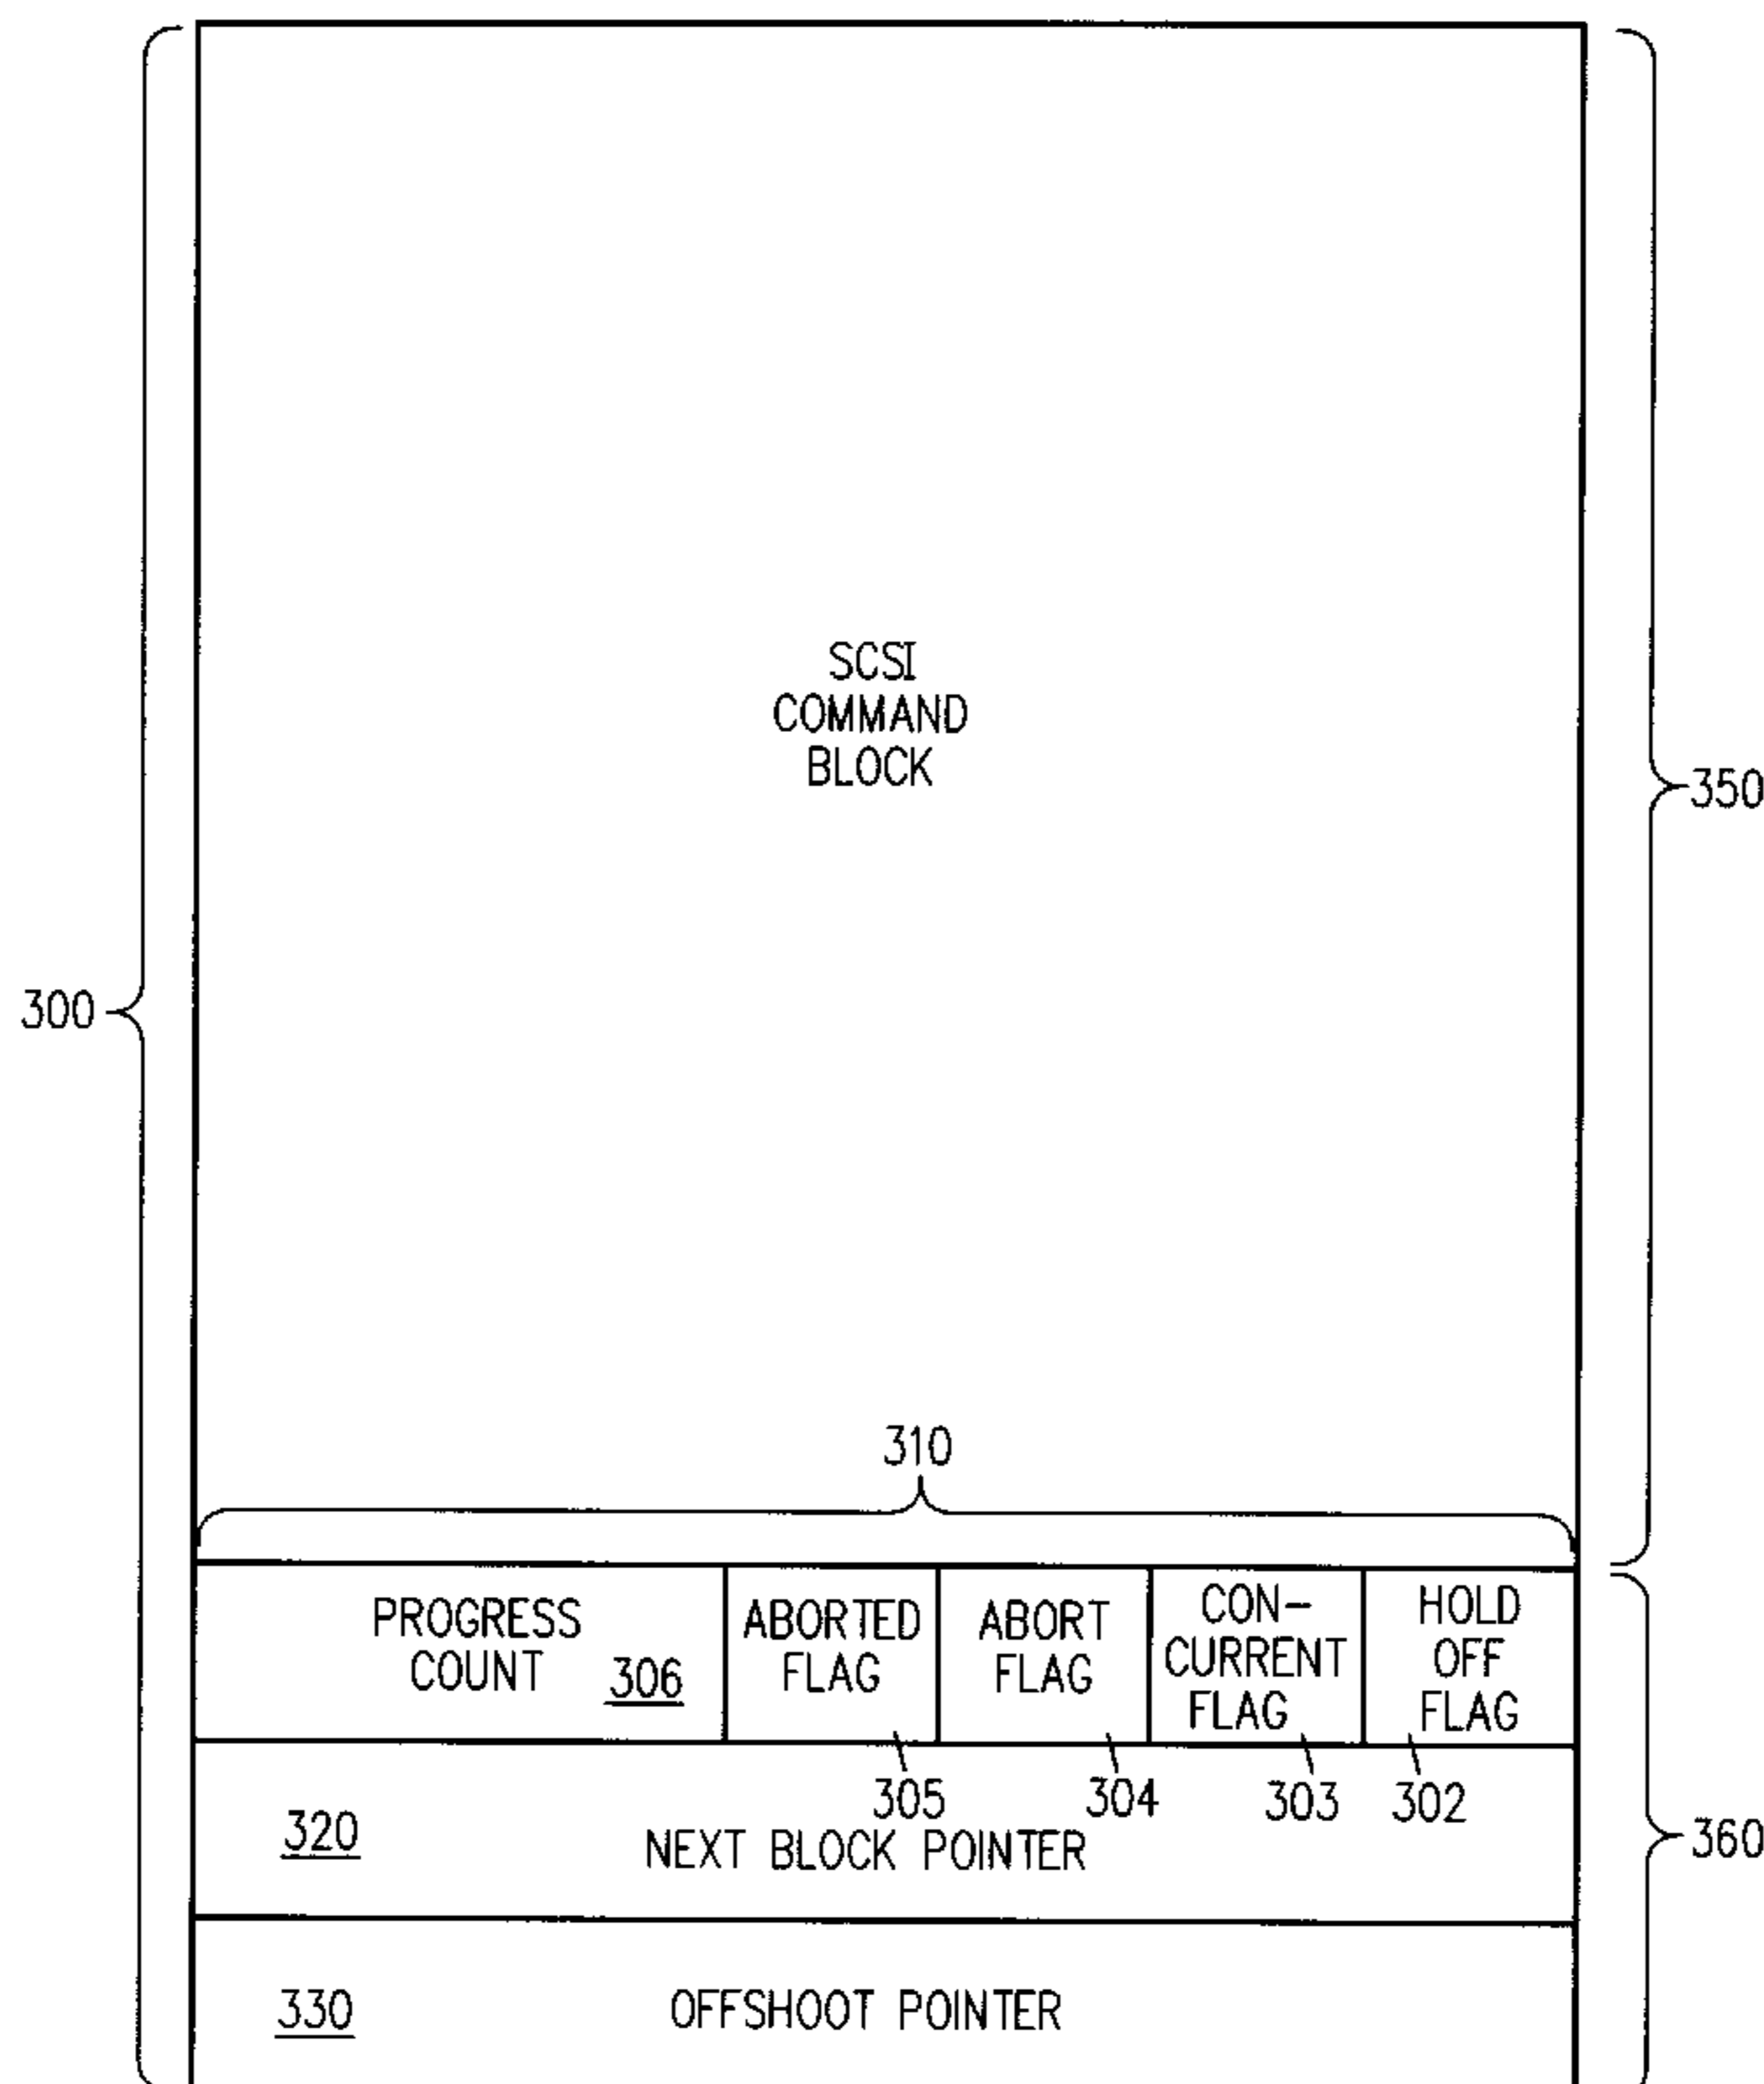 SCSI
COMMAND
BLOCK
350
300
310
PROGRESS
COUNT
306
ABORTED
FLAG
ABORT
FLAG
CON-
CURRENT
FLAG
HOLD
OFF
FLAG
305
304
303
302
320
NEXT BLOCK POINTER
360
330
OFFSHOOT POINTER